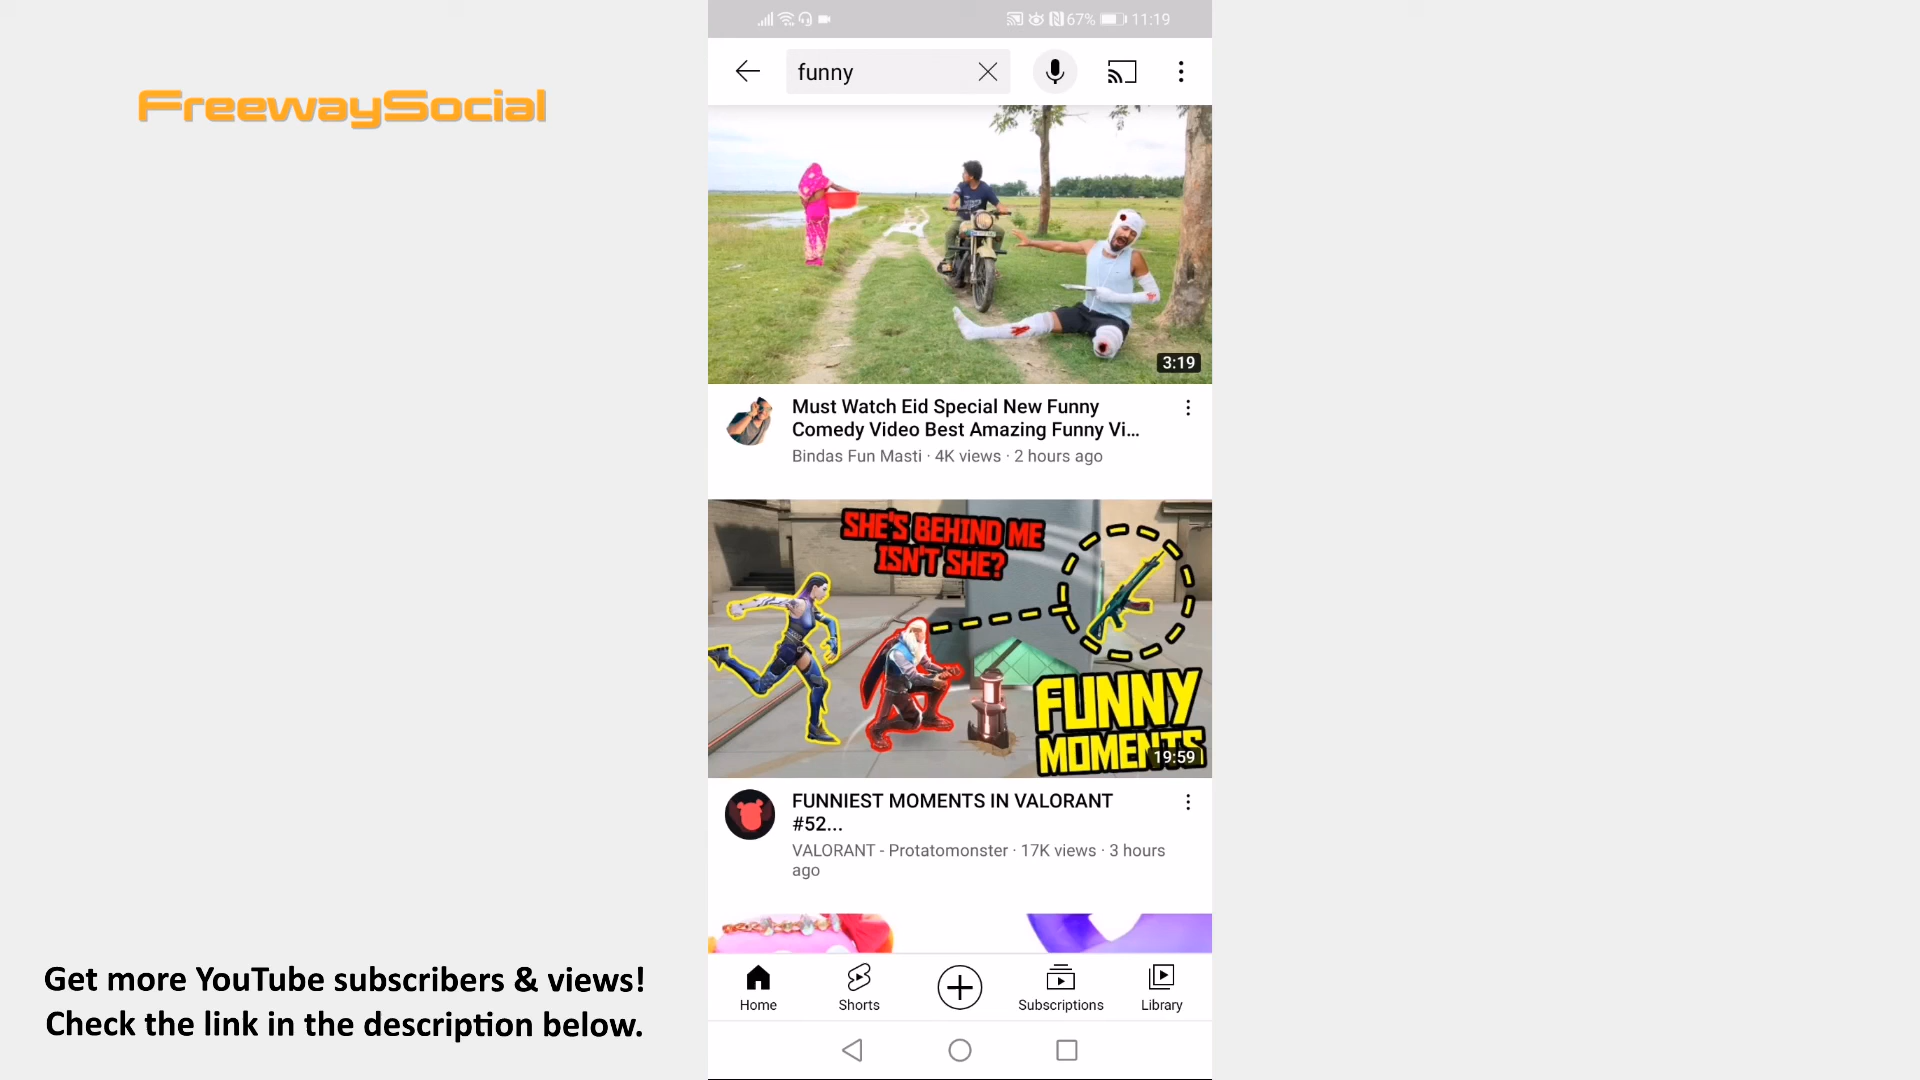 67% 11:19
FreewaySocial
funny
3:19
Must Watch Eid Special New Funny
Comedy Video Best Amazing Funny Vi...
Bindas Fun Masti · 4K views · 2 hours ago
SHE'S BEHIND ME
ISN'T SHE?
FUNNY
MOMENTS
19:59
FUNNIEST MOMENTS IN VALORANT
#52...
VALORANT - Protatomonster · 17K views · 3 hours
ago
Get more YouTube subscribers & views!
Check the link in the description below.
Home
Shorts
Subscriptions
Library